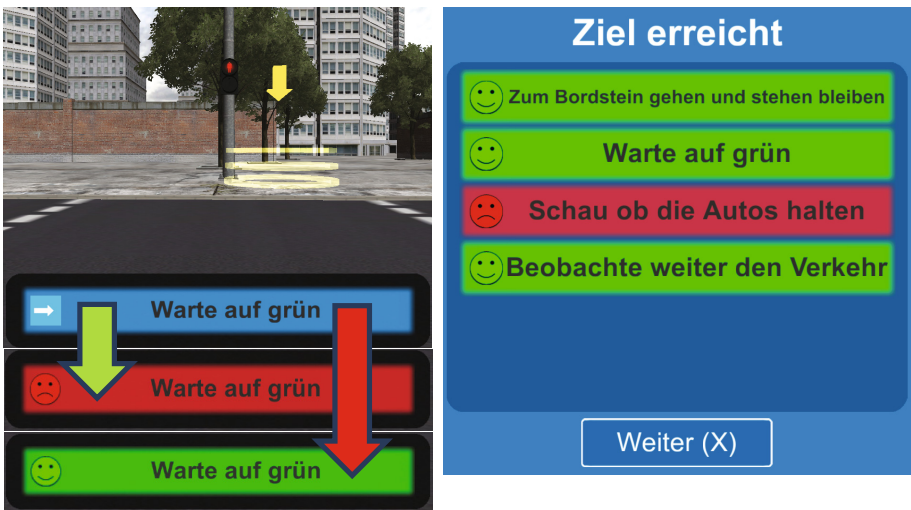 Warte auf grün
Warte auf grün
Warte auf grün
Ziel erreicht
Zum Bordstein gehen und stehen bleiben
Warte auf grün
Schau ob die Autos halten
Beobachte weiter den Verkehr
Weiter (X)